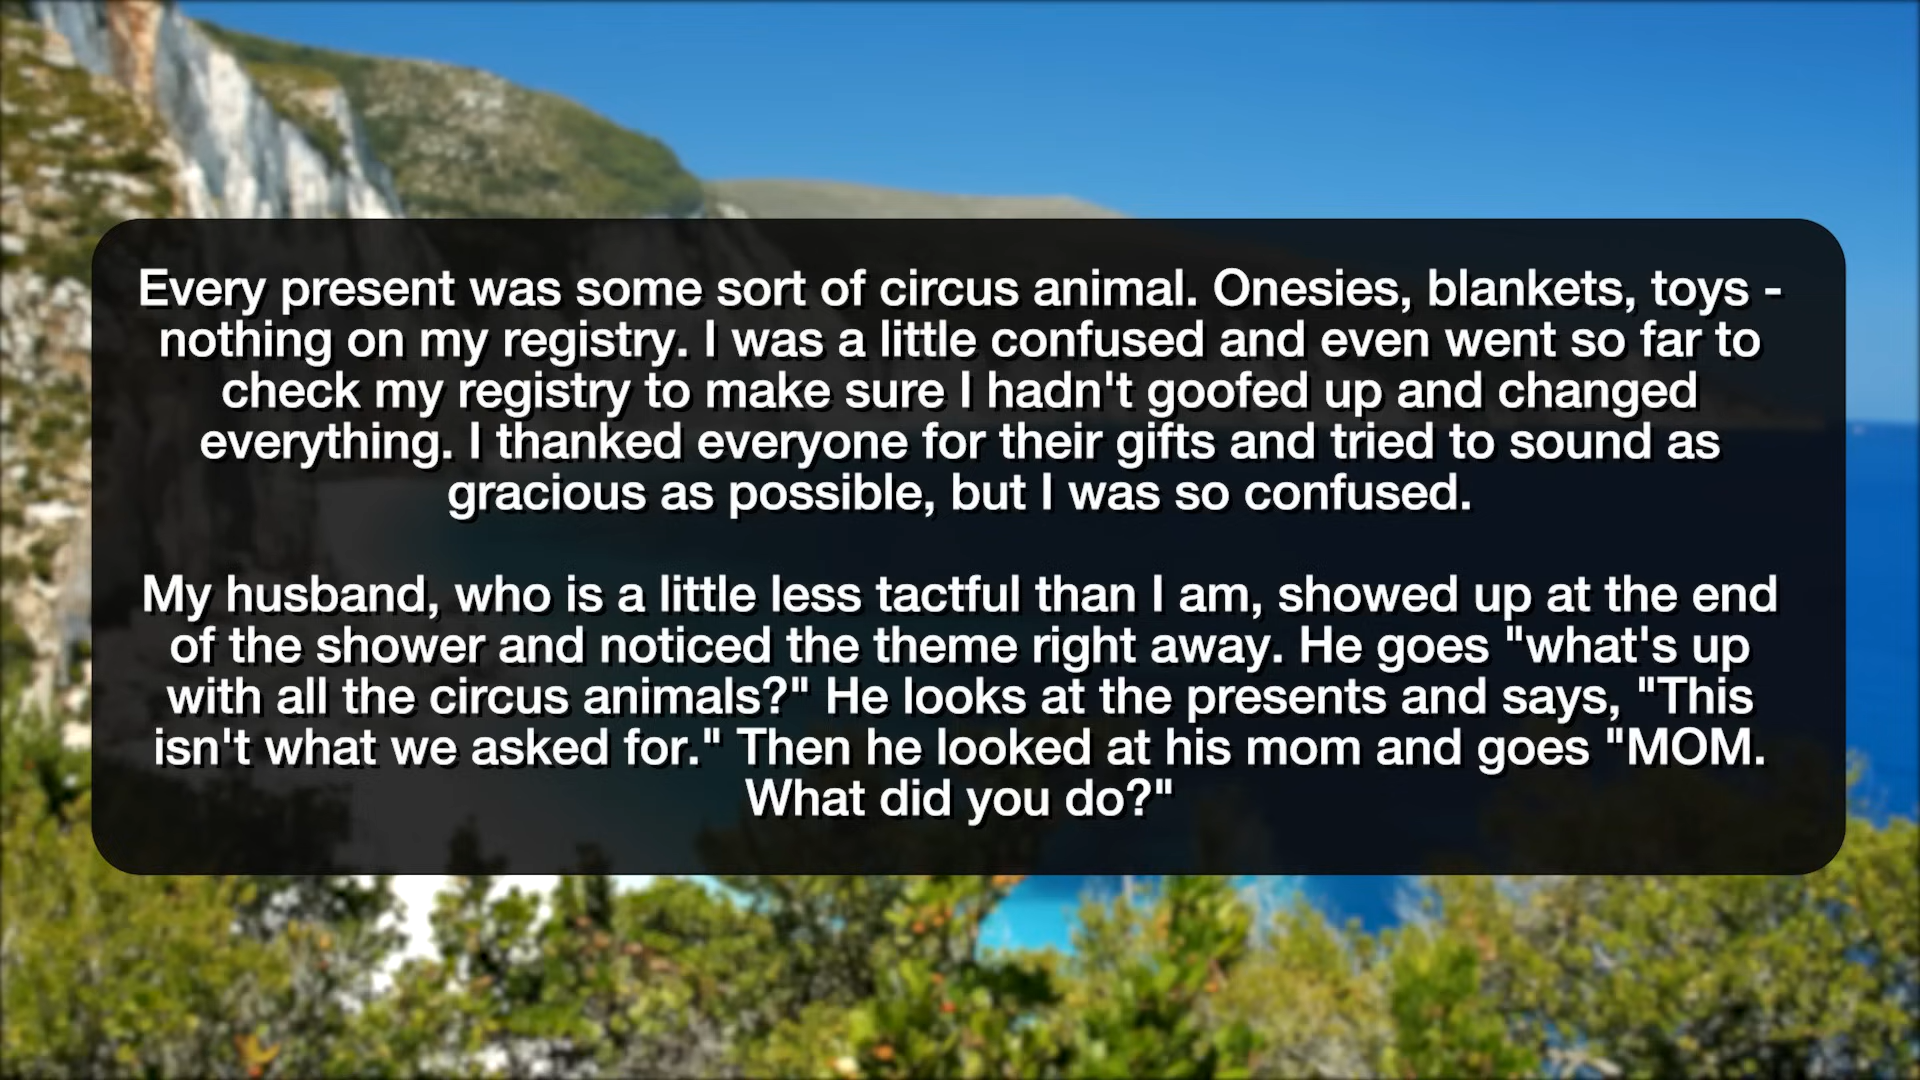 Every present was some sort of circus animal. Onesies, blankets, toys -
nothing on my registry. I was a little confused and even went so far to
check my registry to make sure I hadn't goofed up and changed
everything. I thanked everyone for their gifts and tried to sound as
gracious as possible, but I was so confused.
My husband, who is a little less tactful than I am, showed up at the end
of the shower and noticed the theme right away. He goes "what's up
with all the circus animals?" He looks at the presents and says, "This
isn't what we asked for." Then he looked at his mom and goes "MOM.
What did you do?"